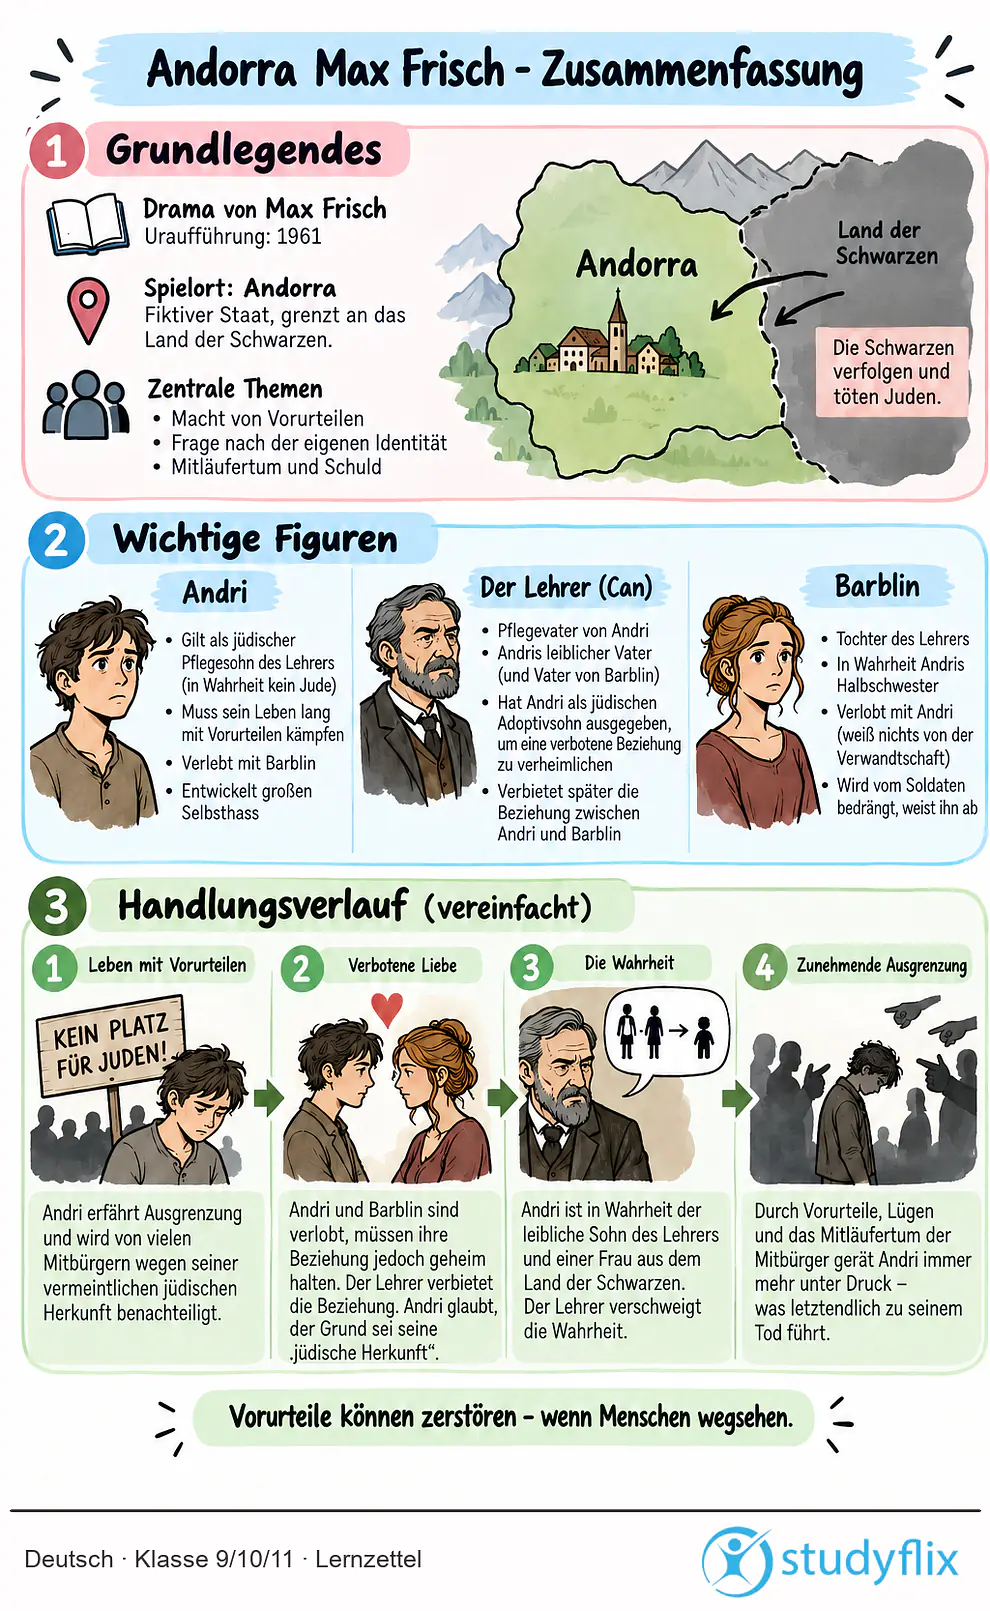 Andorra Max Frisch - Zusammenfassung
1 Grundlegendes
Drama von Max Frisch
Uraufführung: 1961
Spielort: Andorra
Fiktiver Staat, grenzt an das
Land der Schwarzen.
Zentrale Themen
• Macht von Vorurteilen
• Frage nach der eigenen Identität
• Mitläufertum und Schuld
Andorra
Land der
Schwarzen
Die Schwarzen
verfolgen und
töten Juden.
2 Wichtige Figuren
Andri
• Gilt als jüdischer
Pflegesohn des Lehrers
(in Wahrheit kein Jude)
• Muss sein Leben lang
mit Vorurteilen kämpfen
• Verlebt mit Barblin
• Entwickelt großen
Selbsthass
Der Lehrer (Can)
• Pflegevater von Andri
• Andris leiblicher Vater
(und Vater von Barblin)
• Hat Andri als jüdischen
Adoptivsohn ausgegeben,
um eine verbotene Beziehung
zu verheimlichen
• Verbietet später die
Beziehung zwischen
Andri und Barblin
Barblin
• Tochter des Lehrers
• In Wahrheit Andris
Halbschwester
• Verlobt mit Andri
(weiß nichts von der
Verwandtschaft)
• Wird vom Soldaten
bedrängt, weist ihn ab
3 Handlungsverlauf (vereinfacht)
1 Leben mit Vorurteilen
KEIN PLATZ
FÜR JUDEN!
Andri erfährt Ausgrenzung
und wird von vielen
Mitbürgern wegen seiner
vermeintlichen jüdischen
Herkunft benachteiligt.
2 Verbotene Liebe
Andri und Barblin sind
verlobt, müssen ihre
Beziehung jedoch geheim
halten. Der Lehrer verbietet
die Beziehung. Andri glaubt,
der Grund sei seine
„jüdische Herkunft“.
3 Die Wahrheit
Andri ist in Wahrheit der
leibliche Sohn des Lehrers
und einer Frau aus dem
Land der Schwarzen.
Der Lehrer verschweigt
die Wahrheit.
4 Zunehmende Ausgrenzung
Durch Vorurteile, Lügen
und das Mitläufertum der
Mitbürger gerät Andri immer
mehr unter Druck –
was letztendlich zu seinem
Tod führt.
Vorurteile können zerstören – wenn Menschen wegsehen.
Deutsch · Klasse 9/10/11 · Lernzettel
studyflix